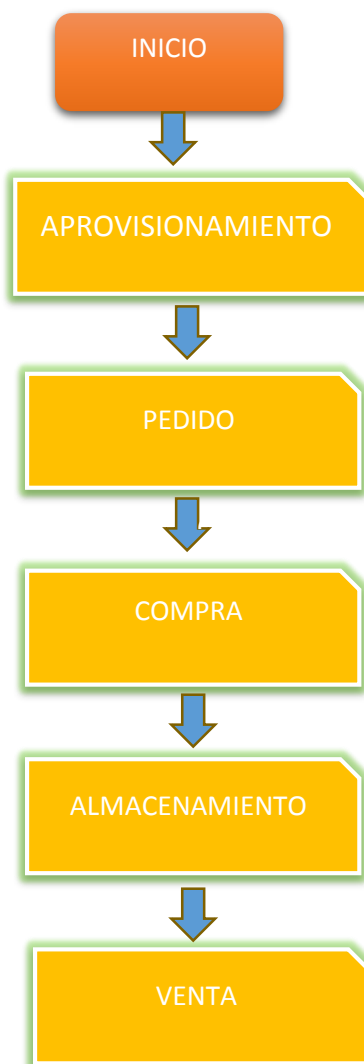 INICIO
APROVISIONAMIENTO
PEDIDO
COMPRA
ALMACENAMIENTO
VENTA